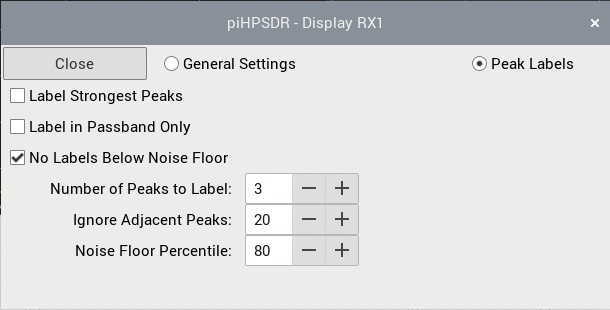 piHPSDR - Display RX1
Close General Settings Peak Labels
Label Strongest Peaks
Label in Passband Only
No Labels Below Noise Floor
Number of Peaks to Label: 3
Ignore Adjacent Peaks: 20
Noise Floor Percentile: 80